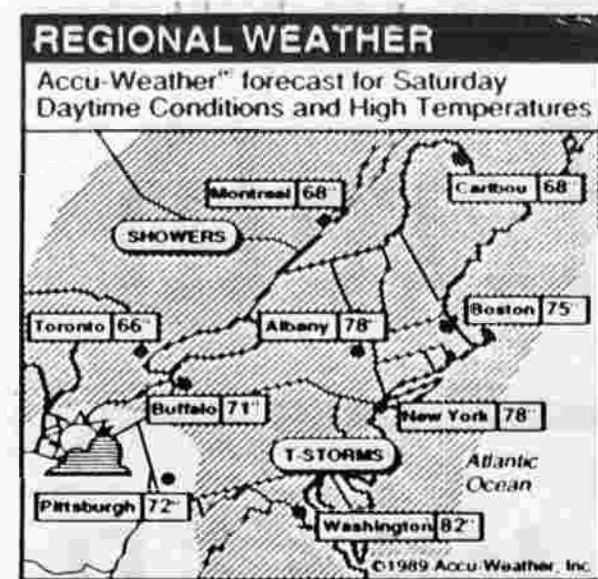 REGIONAL WEATHER
Accu-Weather™ forecast for Saturday
Daytime Conditions and High Temperatures
Montreal 68°
Caribou 68°
SHOWERS
Toronto 66°
Albany 78°
Boston 75°
Buffalo 71°
New York 78°
T-STORMS
Atlantic
Ocean
Pittsburgh 72°
Washington 82°
©1989 Accu-Weather, Inc